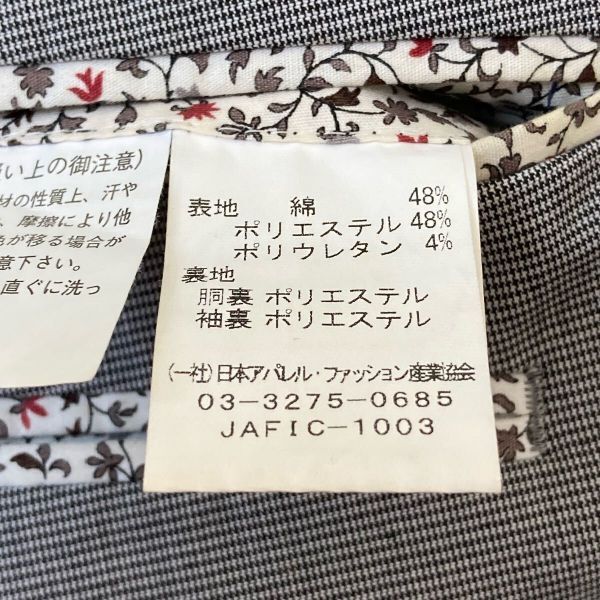 い上の御注意)
材の性質上、汗や
、摩擦により他
色が移る場合が
意下さい。
直ぐに洗っ
表地 綿 48%
ポリエステル 48%
ポリウレタン 4%
裏地
胴裏 ポリエステル
袖裏 ポリエステル
(一社)日本アパレル・ファッション産業協会
03-3275-0685
JAFIC-1003